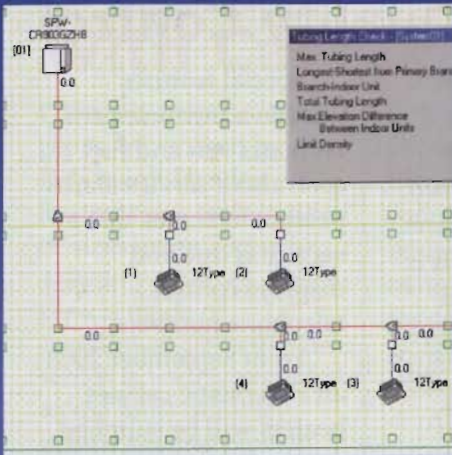 SPW-
CR903GZH8
[01]
0.0
Tubing Length Check - [System01]
Max. Tubing Length
Longest-Shortest from Primary
Branch-Indoor Unit
Total Tubing Length
Max.Elevation Difference
Between Indoor Units
Limit Density
0.0
0.0
0.0
0.0
0.0
(1)
12Type
(2)
12Type
0.0
0.0
0.0
0.0
0.0
0.0
0.0
(4)
12Type
(3)
12Type